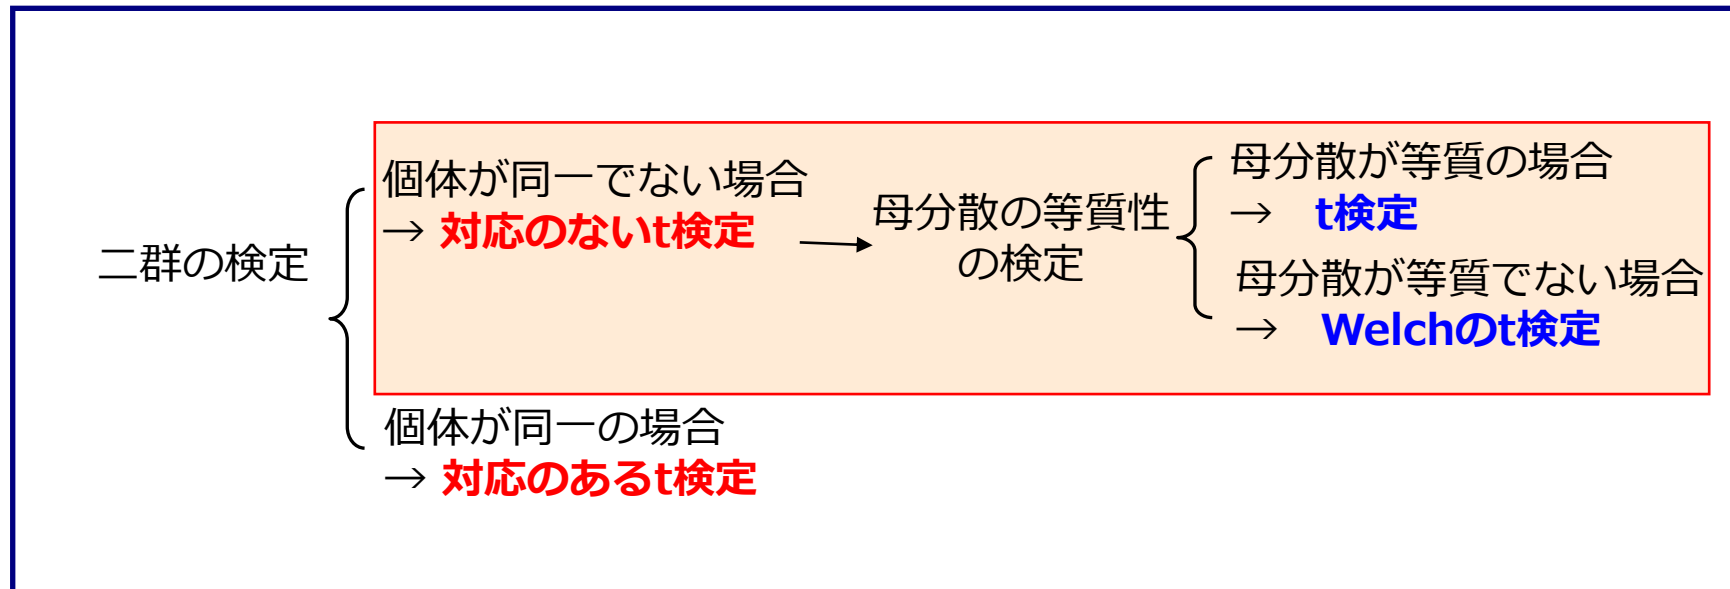 二群の検定
個体が同一でない場合
→ 対応のないt検定
母分散の等質性
の検定
母分散が等質の場合
→ t検定
母分散が等質でない場合
→ Welchのt検定
個体が同一の場合
→ 対応のあるt検定